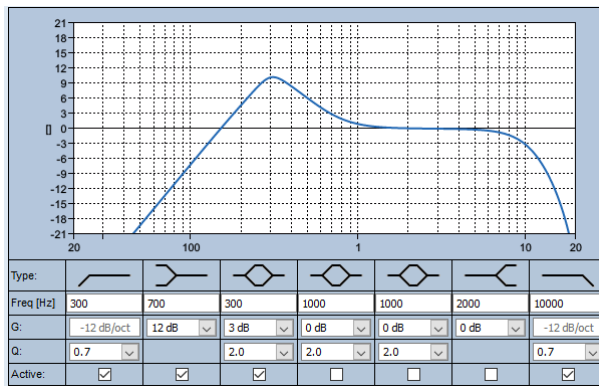 21
18
15
12
9
6
3
[] 0
-3
-6
-9
-12
-15
-18
-21
20 100 1 10 20
Type:
Freq [Hz] 300 700 300 1000 1000 2000 10000
G: -12 dB/oct 12 dB 3 dB 0 dB 0 dB 0 dB -12 dB/oct
Q: 0.7 2.0 2.0 2.0 0.7
Active: